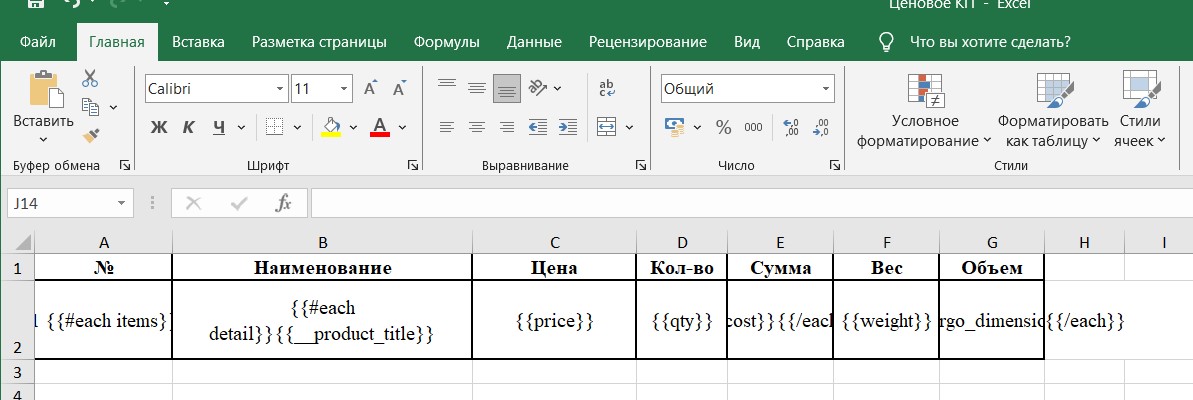 Ценовое КП - Excel
Файл Главная Вставка Разметка страницы Формулы Данные Рецензирование Вид Справка Что вы хотите сделать?
Вставить
Calibri 11 A A
Ж К Ч А
ab
Общий
% 000
Условное форматирование
Форматировать как таблицу
Стили ячеек
Буфер обмена Шрифт Выравнивание Число Стили
J14 fx
A B C D E F G H I
1 № Наименование Цена Кол-во Сумма Вес Объем
{{#each
2 {{#each items} detail}}{{__product_title}} {{price}} {{qty}} cost}}{{/each {{weight}} rgo_dimensio {{/each}}
3
4